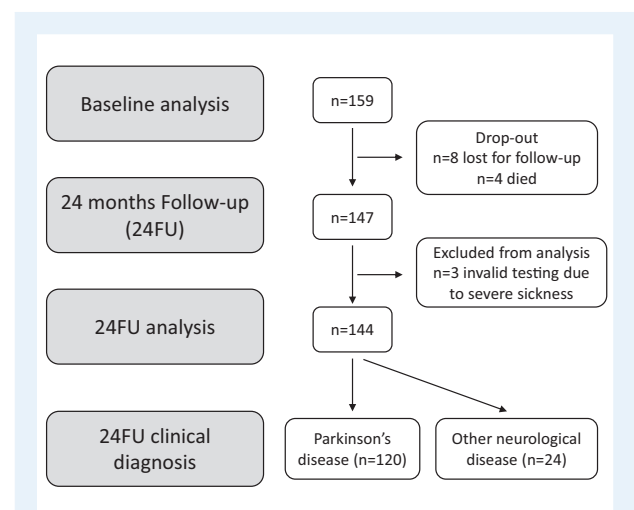 Baseline analysis
n=159
Drop-out
n=8 lost for follow-up
n=4 died
24 months Follow-up
(24FU)
n=147
Excluded from analysis
n=3 invalid testing due
to severe sickness
24FU analysis
n=144
24FU clinical
diagnosis
Parkinson's
disease (n=120)
Other neurological
disease (n=24)